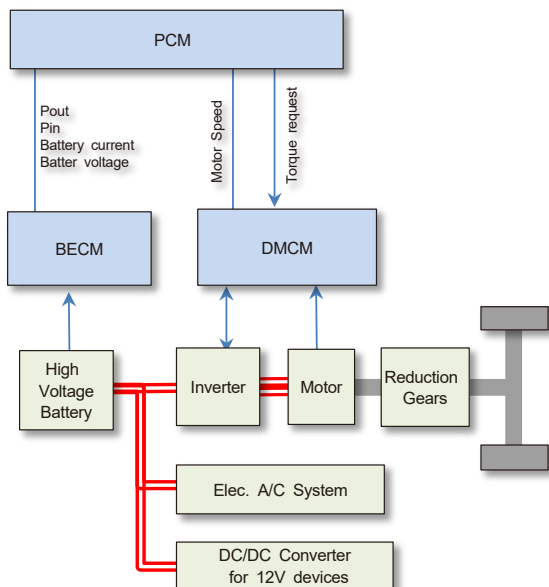 PCM
Pout
Pin
Battery current
Batter voltage
Motor Speed
Torque request
BECM
DMCM
High
Voltage
Battery
Inverter
Motor
Reduction
Gears
Elec. A/C System
DC/DC Converter
for 12V devices